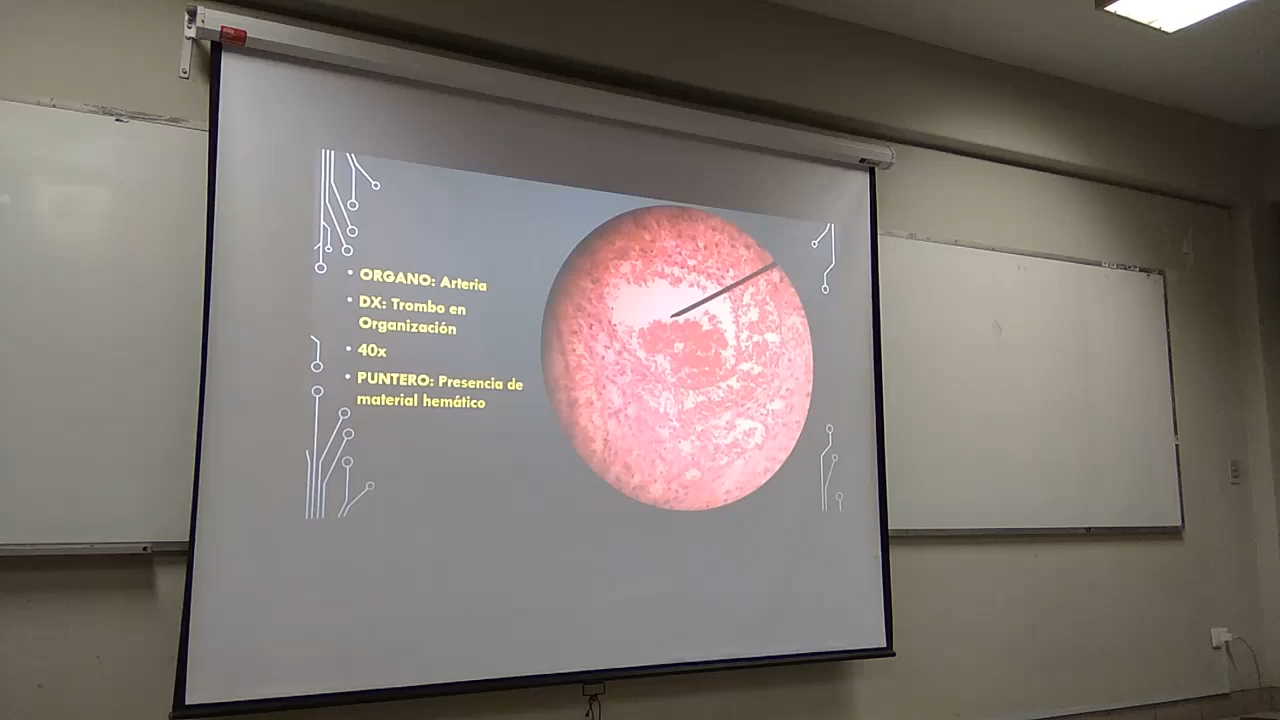 • ORGANO: Arteria
• DX: Trombo en
Organización
• 40x
• PUNTERO: Presencia de
material hemático